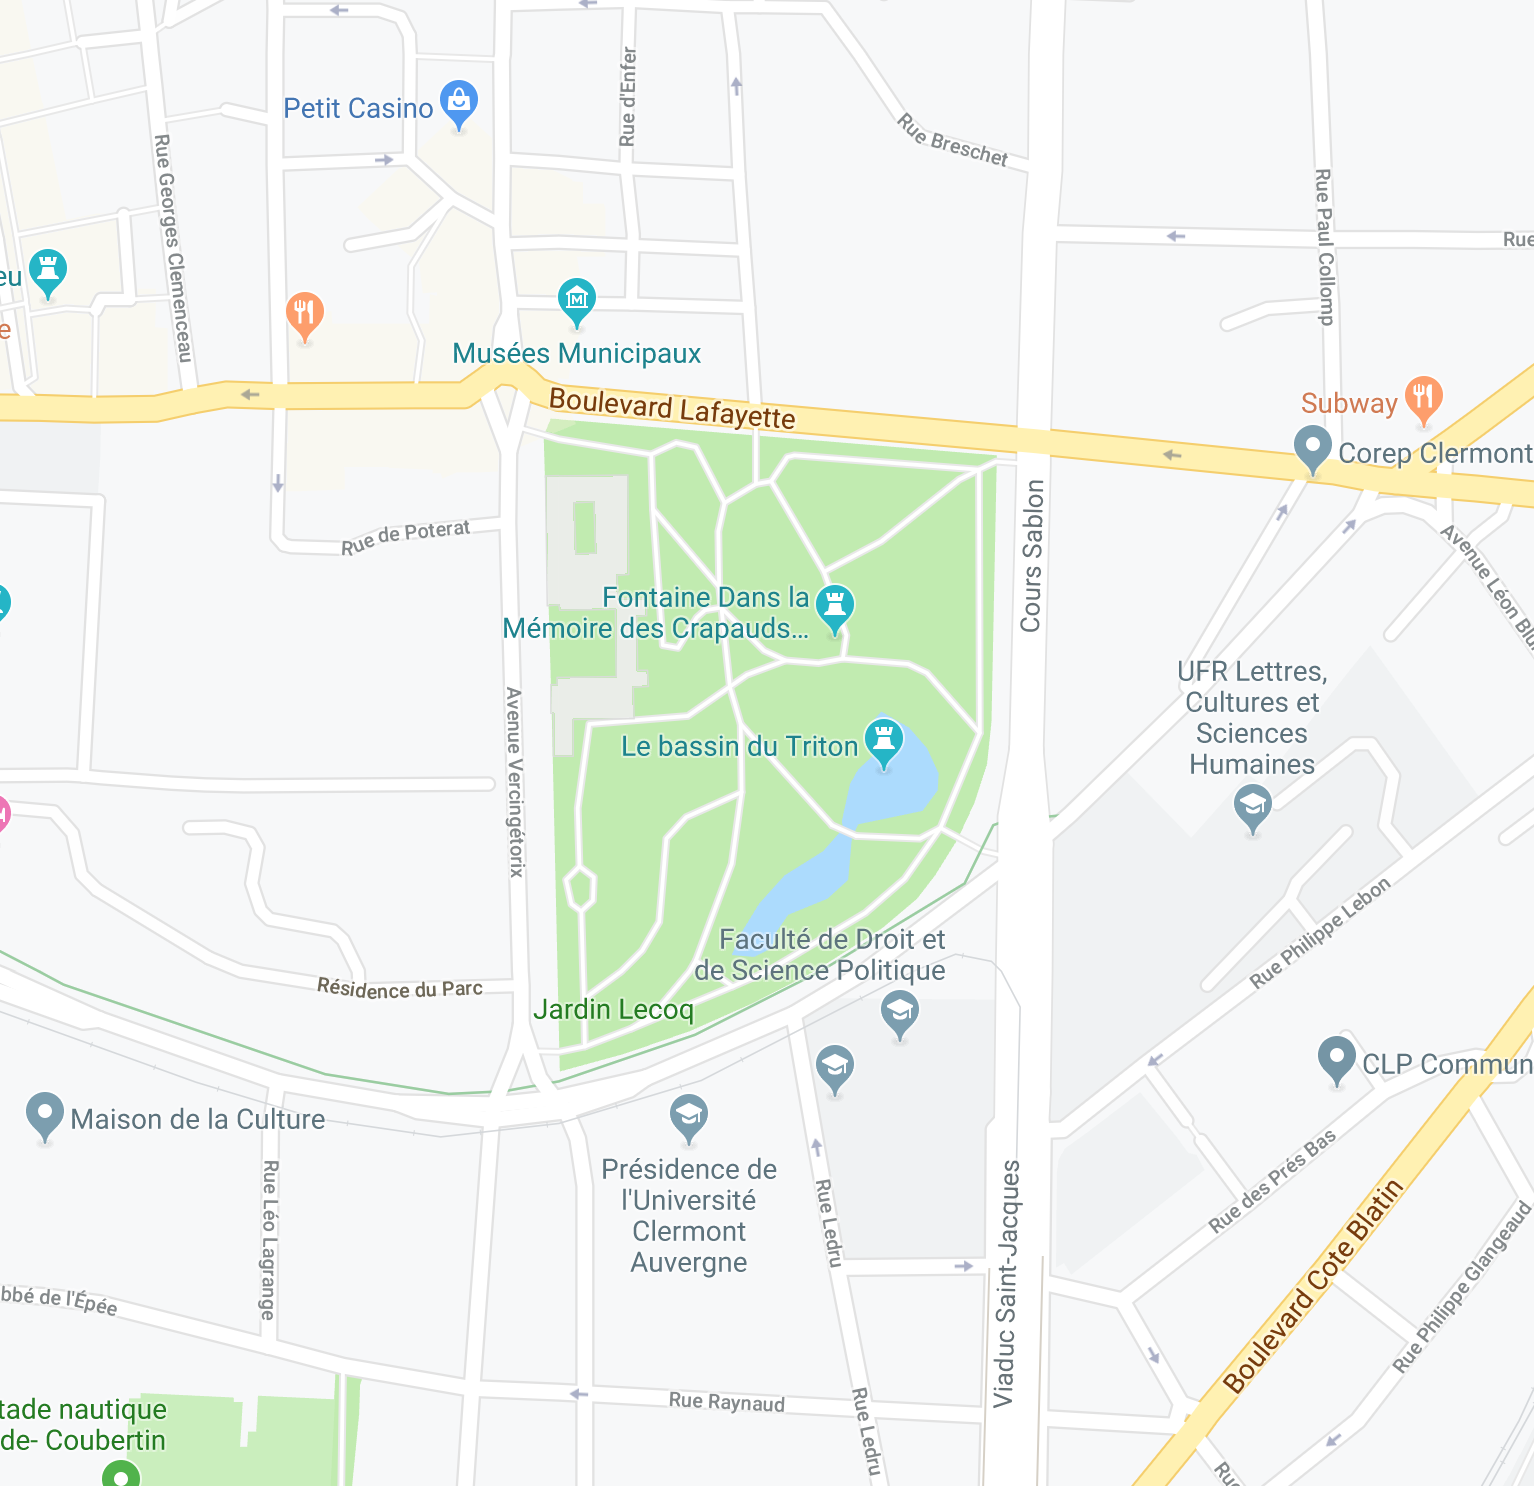 Petit Casino
Rue d'Enfer
Rue Breschet
Rue Georges Clemenceau
Rue Paul Collomp
Rue
eu
e
Musées Municipaux
Boulevard Lafayette
Subway
Corep Clermont
Rue de Poterat
Cours Sablon
Avenue Léon Blum
Fontaine Dans la
Mémoire des Crapauds...
UFR Lettres,
Cultures et
Sciences
Humaines
Avenue Vercingétorix
Le bassin du Triton
Rue Philippe Lebon
Faculté de Droit et
de Science Politique
Résidence du Parc
Jardin Lecoq
CLP Commun
Maison de la Culture
Rue des Prés Bas
Présidence de
l'Université
Clermont
Auvergne
Rue Léo Lagrange
Rue Ledru
Viaduc Saint-Jacques
Boulevard Cote Blatin
Rue Philippe Glangeaud
bbé de l'Épée
Rue Raynaud
Rue Ledru
tade nautique
de- Coubertin
Rue